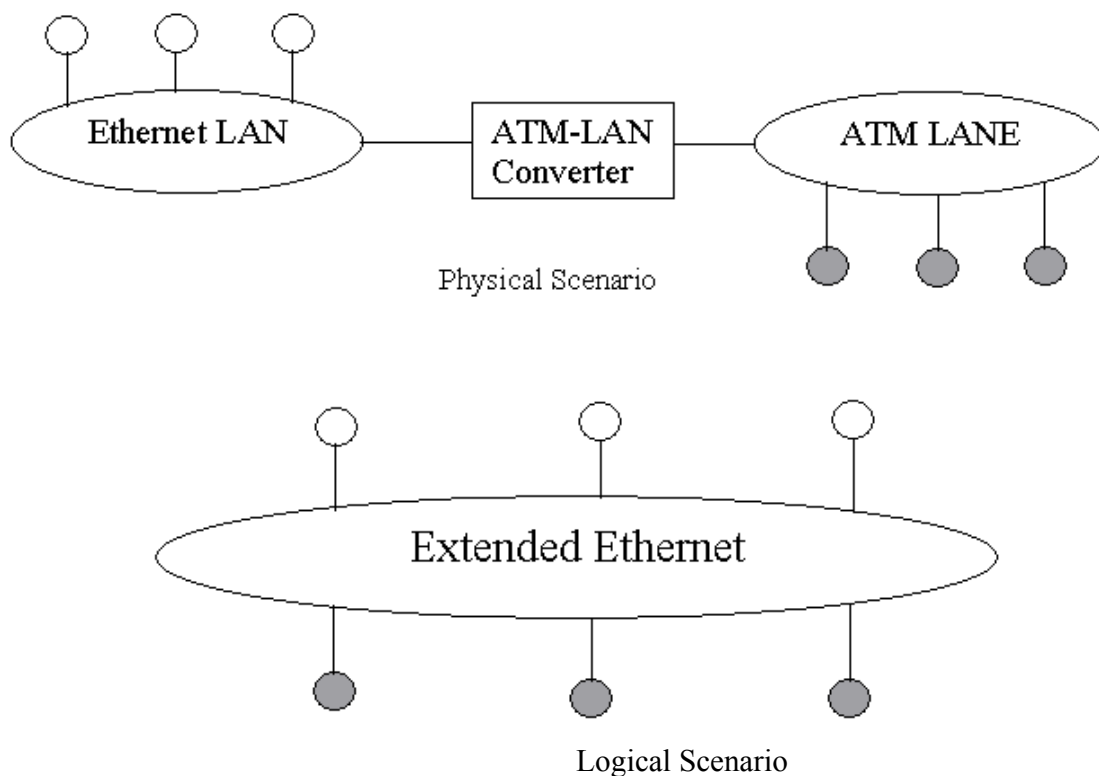 Ethernet LAN
ATM-LAN
Converter
ATM LANE
Physical Scenario
Extended Ethernet
Logical Scenario